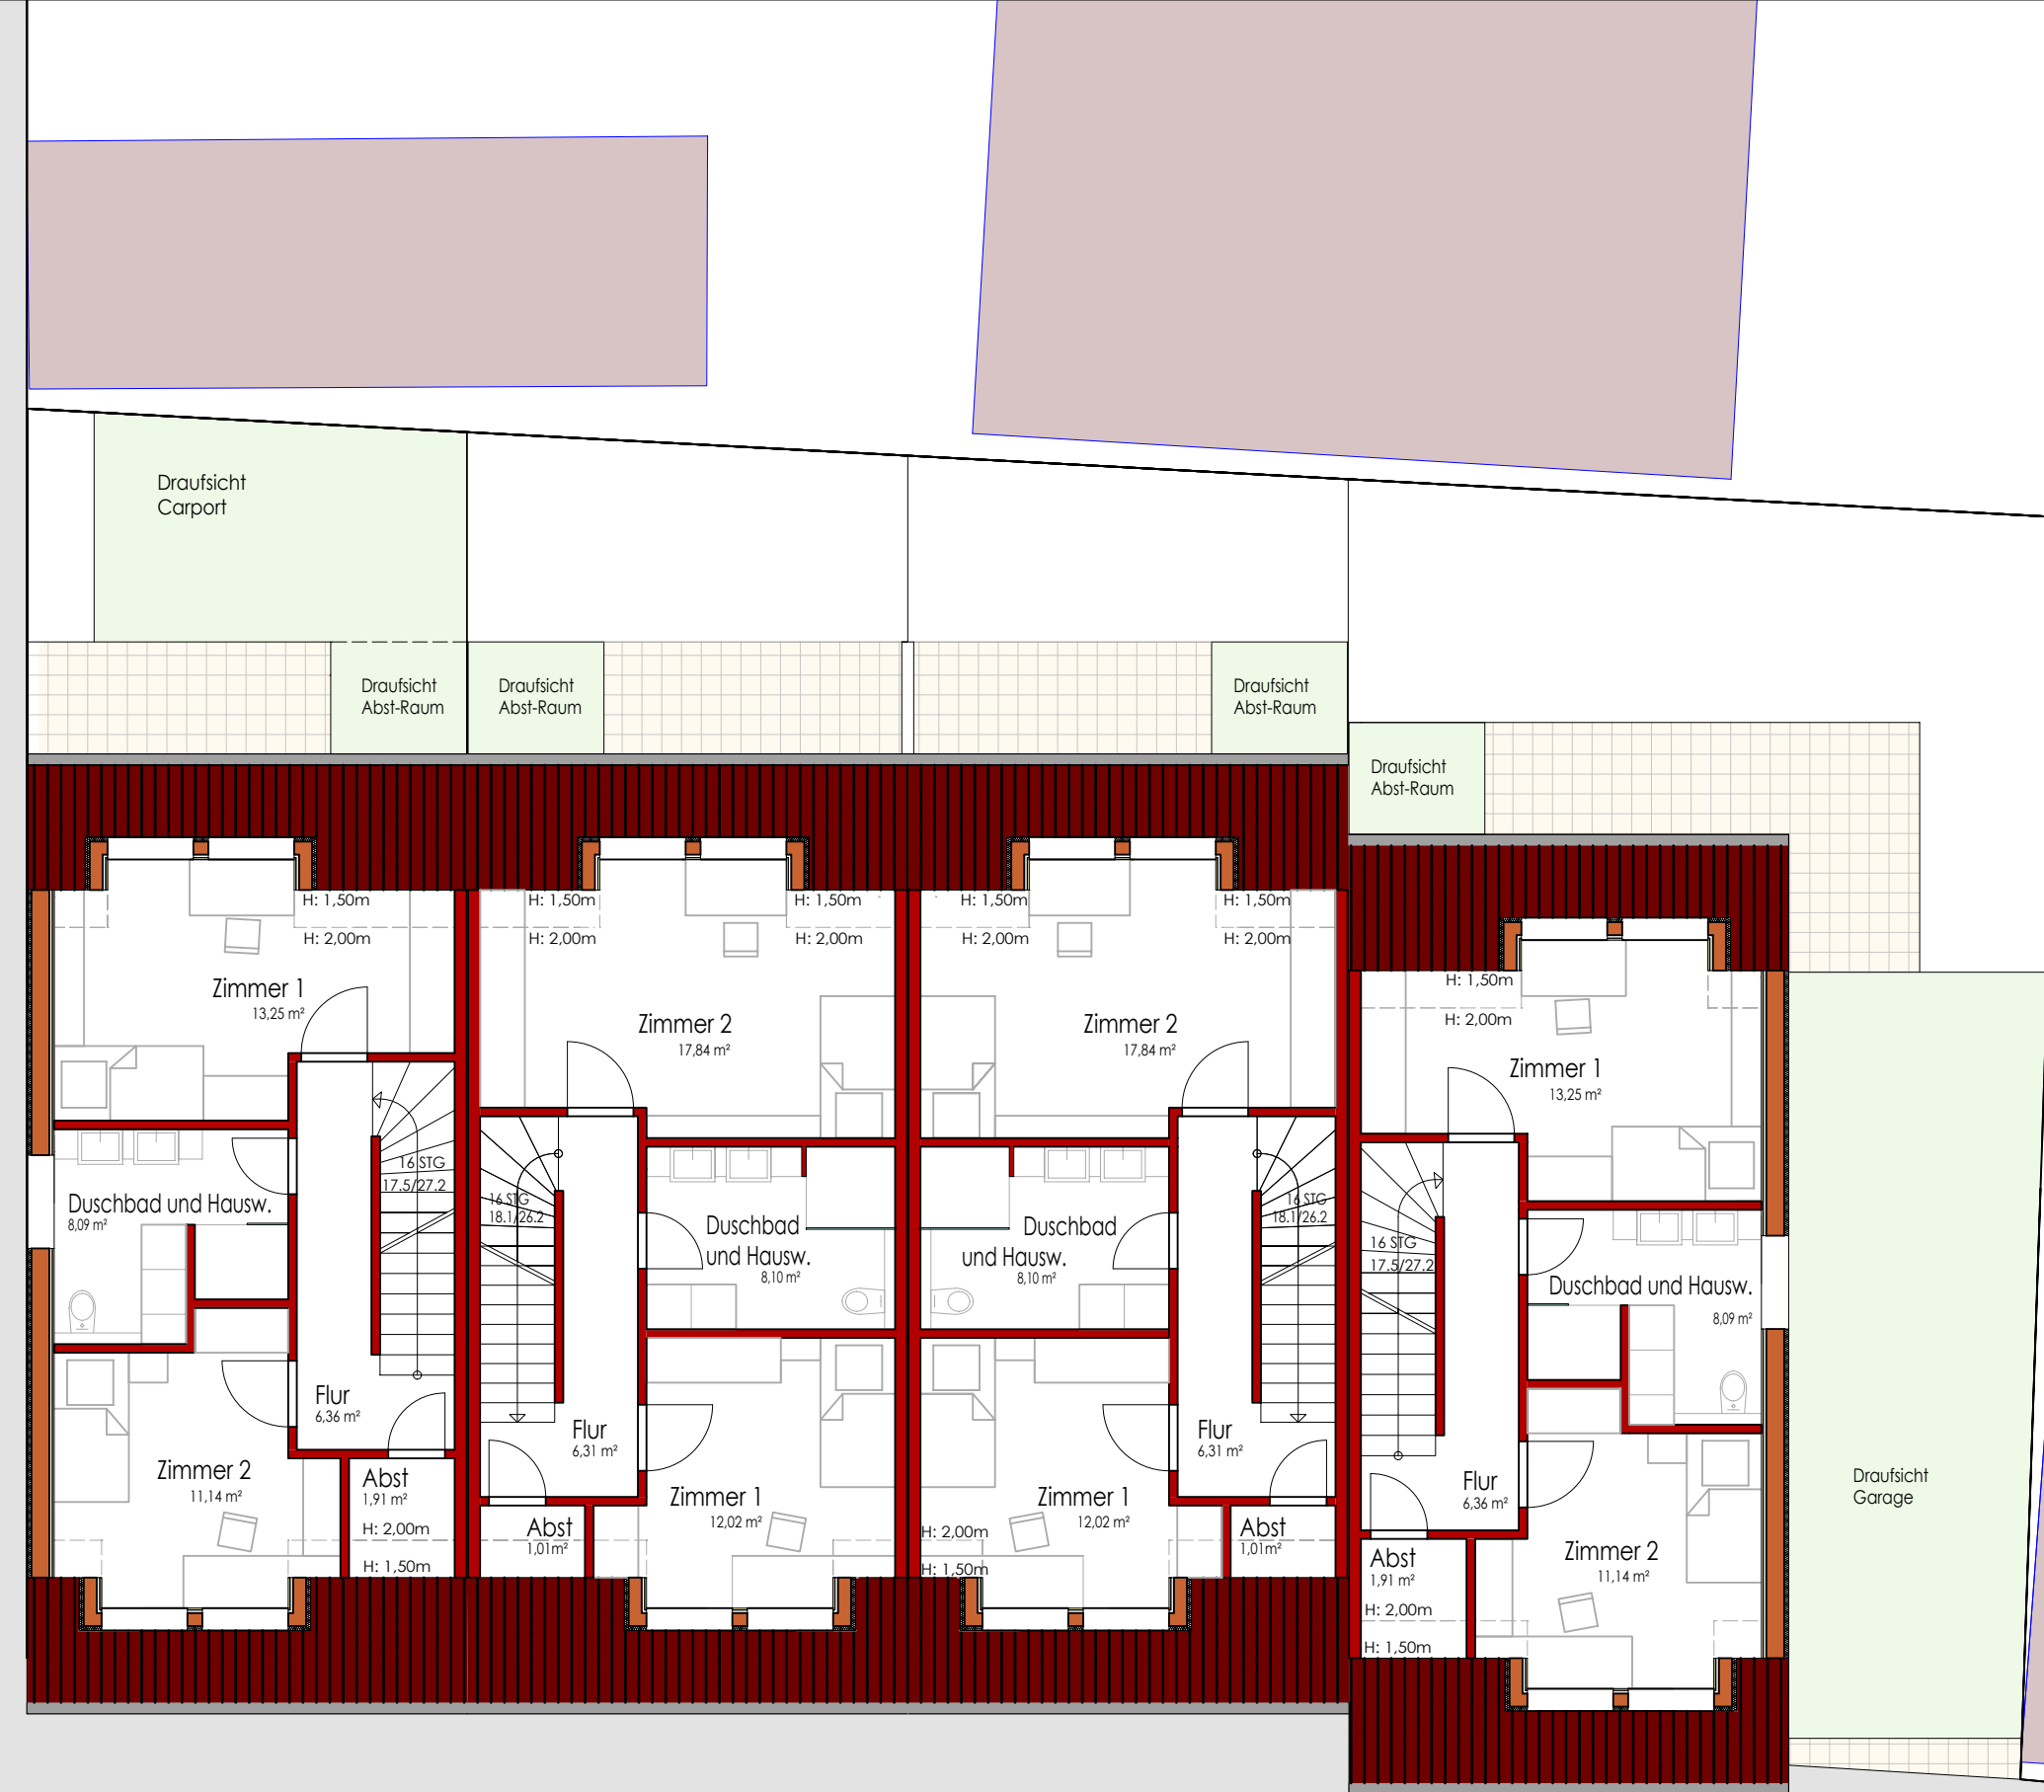 Draufsicht
Carport
Draufsicht
Abst-Raum
Draufsicht
Abst-Raum
Draufsicht
Abst-Raum
Draufsicht
Abst-Raum
H: 1,50m
H: 2,00m
Zimmer 1
13,25 m²
16 STG
17.5/27.2
Duschbad und Hausw.
8,09 m²
Flur
6,36 m²
Zimmer 2
11,14 m²
Abst
1,91 m²
H: 2,00m
H: 1,50m
H: 1,50m
H: 1,50m
H: 2,00m
H: 2,00m
Zimmer 2
17,84 m²
16 STG
18.1/26.2
Duschbad
und Hausw.
8,10 m²
Flur
6,31 m²
Zimmer 1
12,02 m²
Abst
1,01m²
H: 1,50m
H: 1,50m
H: 2,00m
H: 2,00m
Zimmer 2
17,84 m²
16 STG
18.1/26.2
Duschbad
und Hausw.
8,10 m²
Flur
6,31 m²
Zimmer 1
12,02 m²
H: 2,00m
H: 1,50m
Abst
1,01m²
H: 1,50m
H: 2,00m
Zimmer 1
13,25 m²
16 STG
17.5/27.2
Duschbad und Hausw.
8,09 m²
Flur
6,36 m²
Zimmer 2
11,14 m²
Abst
1,91 m²
H: 2,00m
H: 1,50m
Draufsicht
Garage